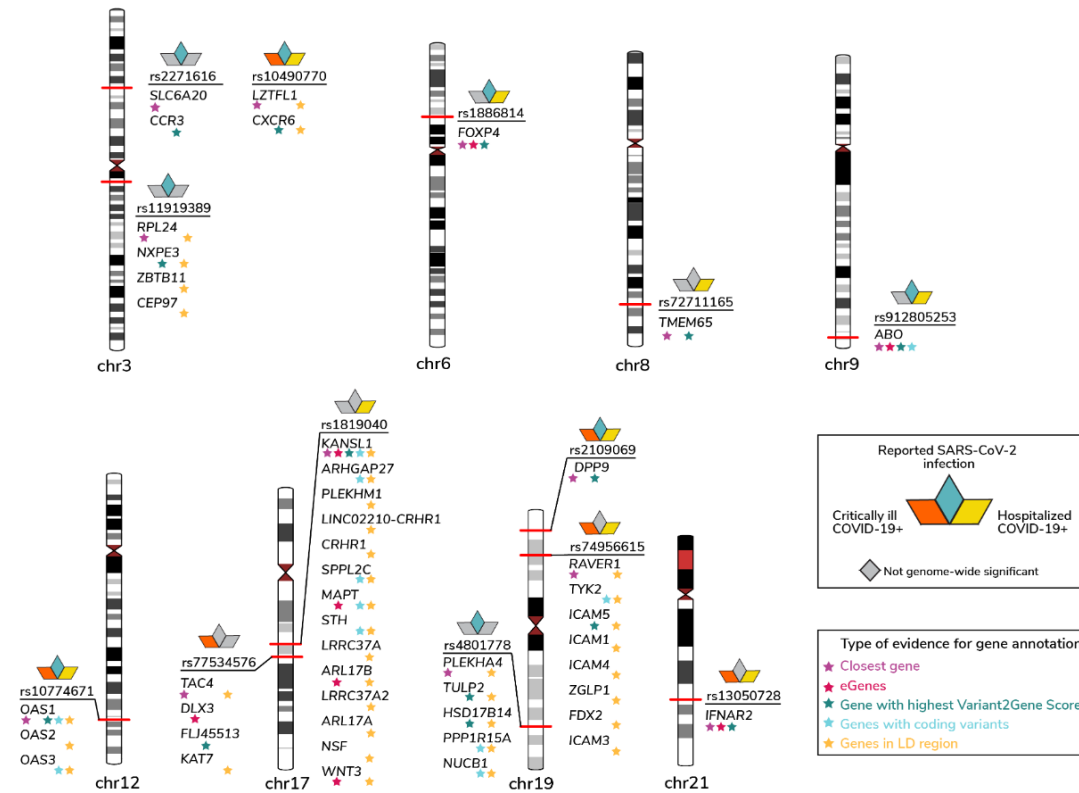 rs2271616
SLC6A20
CCR3
rs10490770
LZTFL1
CXCR6
rs11919389
RPL24
NXPE3
ZBTB11
CEP97
chr3
rs1886814
FOXP4
chr6
rs72711165
TMEM65
chr8
rs912805253
ABO
chr9
rs10774671
OAS1
OAS2
OAS3
chr12
rs1819040
KANSL1
ARHGAP27
PLEKHM1
LINC02210-CRHR1
CRHR1
SPPL2C
MAPT
STH
LRRC37A
ARL17B
LRRC37A2
ARL17A
NSF
WNT3
rs77534576
TAC4
DLX3
FLJ45513
KAT7
chr17
rs2109069
DPP9
rs74956615
RAVER1
TYK2
ICAM5
ICAM1
ICAM4
ZGLP1
FDX2
ICAM3
rs4801778
PLEKHA4
TULP2
HSD17B14
PPP1R15A
NUCB1
chr19
rs13050728
IFNAR2
chr21
Reported SARS-CoV-2
infection
Critically ill
COVID-19+
Hospitalized
COVID-19+
Not genome-wide significant
Type of evidence for gene annotation
Closest gene
eGenes
Gene with highest Variant2Gene Score
Genes with coding variants
Genes in LD region